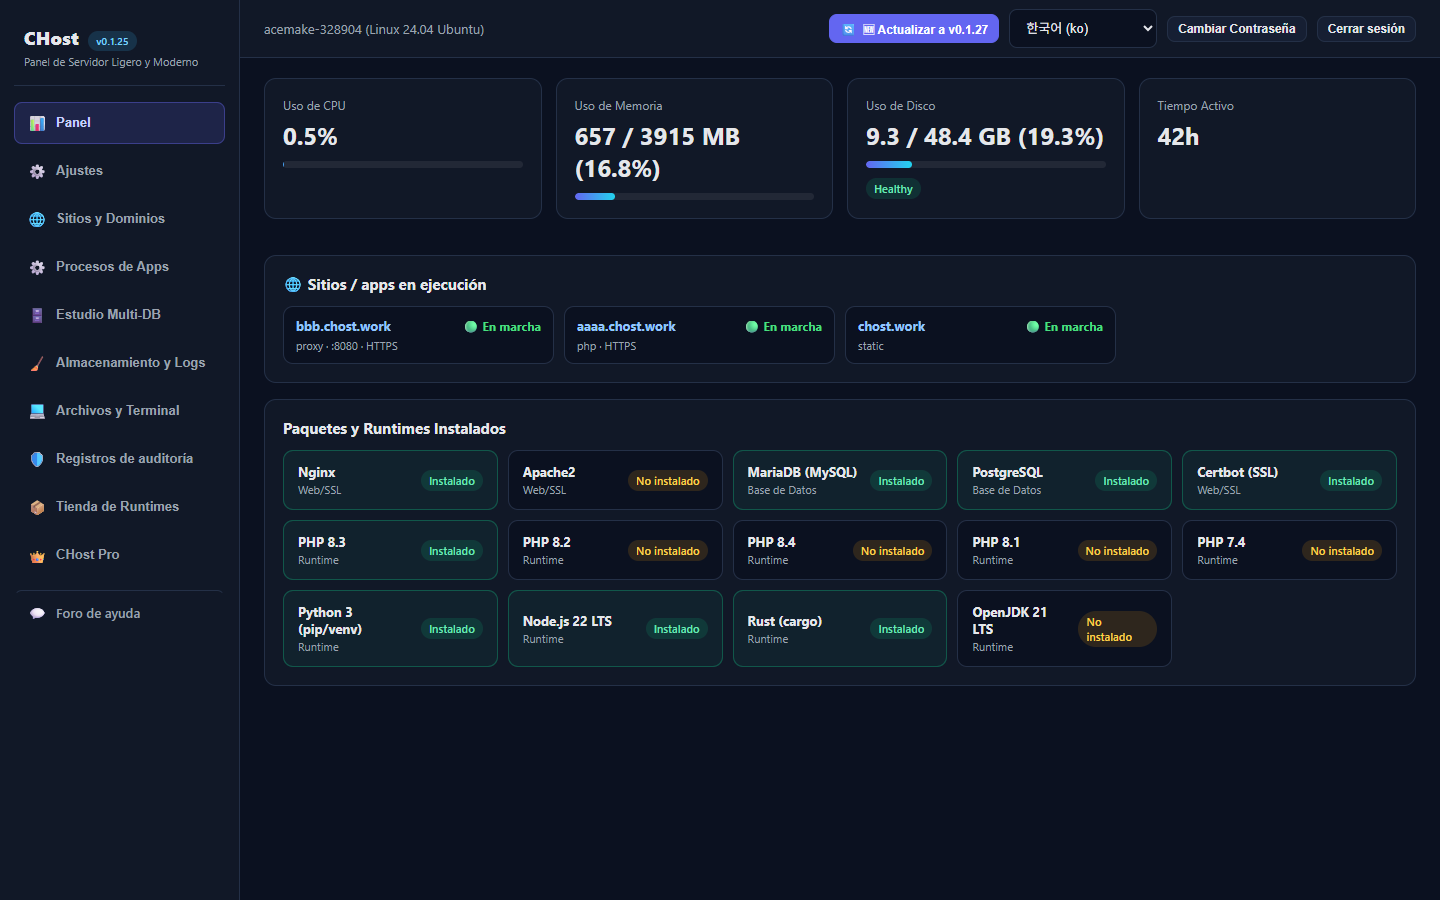 CHost v0.1.25
Panel de Servidor Ligero y Moderno
Panel
Ajustes
Sitios y Dominios
Procesos de Apps
Estudio Multi-DB
Almacenamiento y Logs
Archivos y Terminal
Registros de auditoría
Tienda de Runtimes
CHost Pro
Foro de ayuda
acemake-328904 (Linux 24.04 Ubuntu)
Actualizar a v0.1.27
한국어 (ko)
Cambiar Contraseña
Cerrar sesión
Uso de CPU
0.5%
Uso de Memoria
657 / 3915 MB
(16.8%)
Uso de Disco
9.3 / 48.4 GB (19.3%)
Healthy
Tiempo Activo
42h
Sitios / apps en ejecución
bbb.chost.work En marcha
proxy · :8080 · HTTPS
aaaa.chost.work En marcha
php · HTTPS
chost.work En marcha
static
Paquetes y Runtimes Instalados
Nginx
Web/SSL
Instalado
Apache2
Web/SSL
No instalado
MariaDB (MySQL)
Base de Datos
Instalado
PostgreSQL
Base de Datos
Instalado
Certbot (SSL)
Web/SSL
Instalado
PHP 8.3
Runtime
Instalado
PHP 8.2
Runtime
No instalado
PHP 8.4
Runtime
No instalado
PHP 8.1
Runtime
No instalado
PHP 7.4
Runtime
No instalado
Python 3
(pip/venv)
Runtime
Instalado
Node.js 22 LTS
Runtime
Instalado
Rust (cargo)
Runtime
Instalado
OpenJDK 21
LTS
Runtime
No
instalado